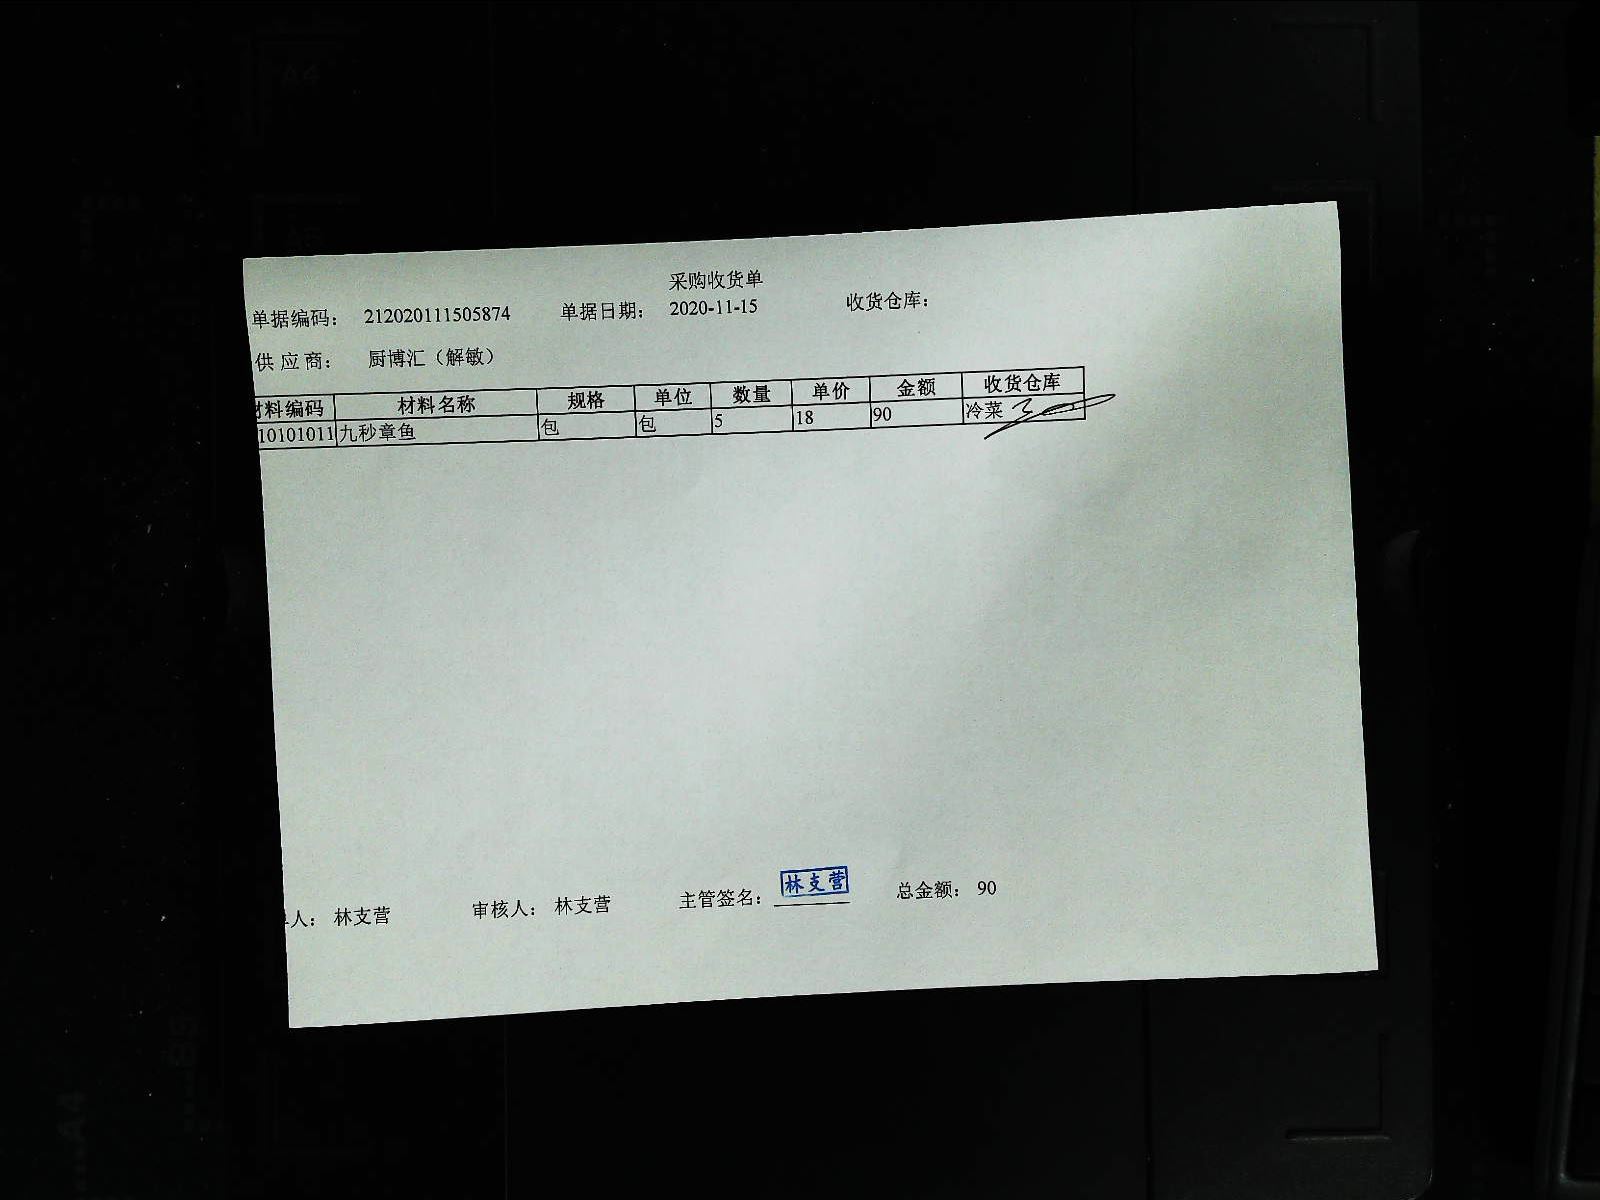 采购收货单
单据编码： 212020111505874 单据日期： 2020-11-15 收货仓库：
供应商： 厨博汇（解敏）
材料编码 材料名称 规格 单位 数量 单价 金额 收货仓库
10101011 九秒章鱼 包 包 5 18 90 冷菜
人： 林支营 审核人： 林支营 主管签名： 林支营 总金额： 90